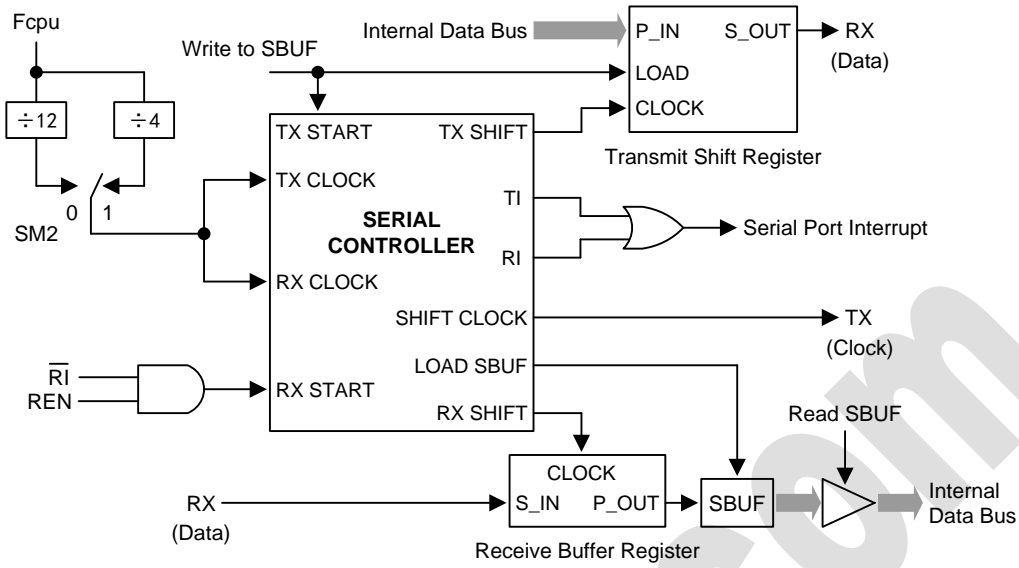 Fcpu
÷12
÷4
0 1
SM2
Write to SBUF
Internal Data Bus
P_IN S_OUT
LOAD
CLOCK
RX
(Data)
Transmit Shift Register
TX START TX SHIFT
TX CLOCK
TI
SERIAL
CONTROLLER
RI
RX CLOCK
SHIFT CLOCK
LOAD SBUF
RX START
RX SHIFT
Serial Port Interrupt
TX
(Clock)
R̅I̅
REN
Read SBUF
RX
(Data)
CLOCK
S_IN P_OUT
SBUF
Internal
Data Bus
Receive Buffer Register
com